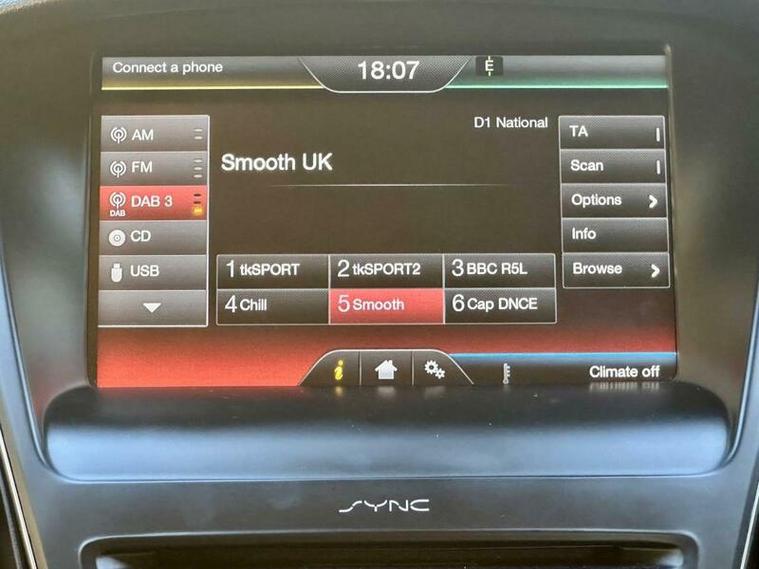 Connect a phone
18:07
E
D1 National
AM
FM
DAB 3
DAB
CD
USB
Smooth UK
TA
Scan
Options
Info
Browse
1 tkSPORT
2 tkSPORT2
3 BBC R5L
4 Chill
5 Smooth
6 Cap DNCE
i
Climate off
SYNC